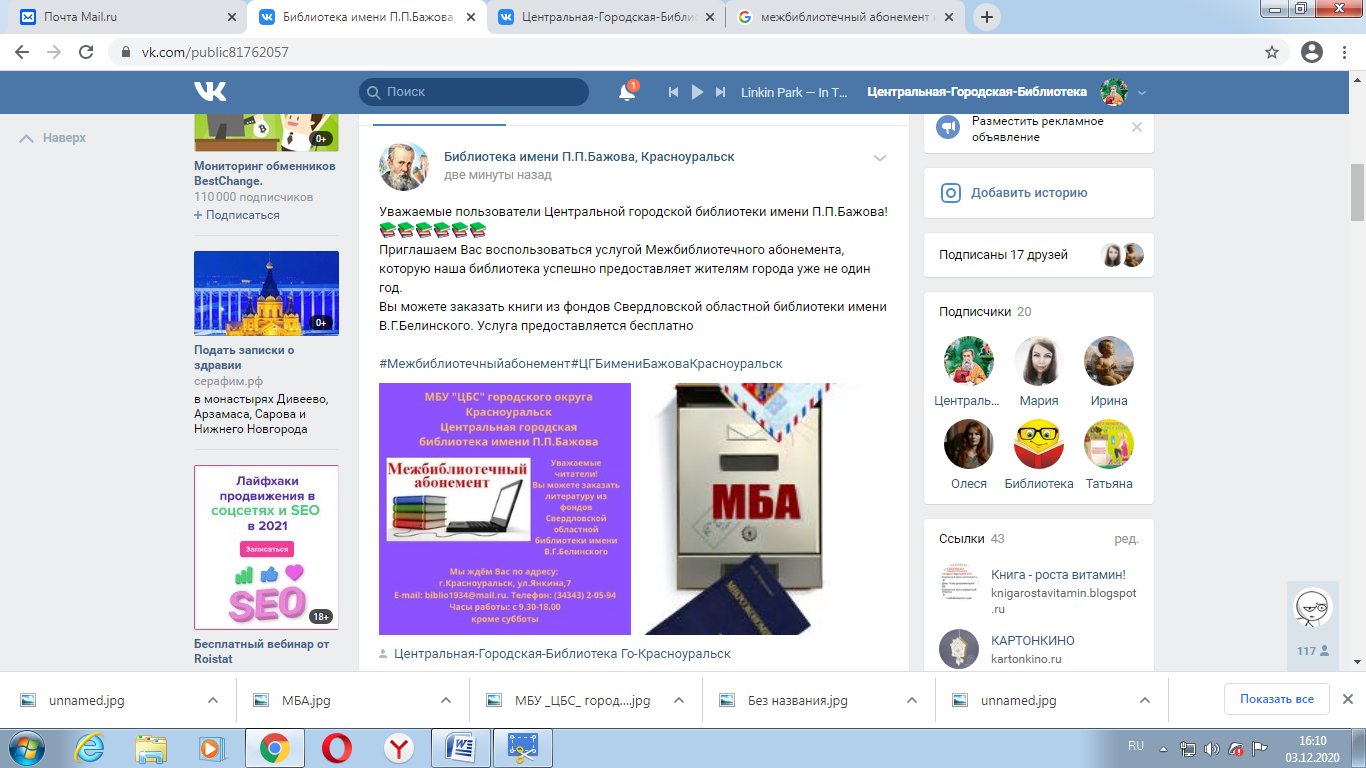 Почта Mail.ru
Библиотека имени П.П.Бажова,
Центральная-Городская-Библи
межбиблиотечный абонемент
vk.com/public81762057
Поиск
1
Linkin Park – In T...
Центральная-Городская-Библиотека
Наверх
0+
Мониторинг обменников
BestChange.
110 000 подписчиков
+ Подписаться
0+
Подать записки о
здравии
серафим.рф
в монастырях Дивеево,
Арзамаса, Сарова и
Нижнего Новгорода
Лайфхаки
продвижения в
соцсетях и SEO
в 2021
Записаться
SEO
18+
Бесплатный вебинар от
Roistat
Библиотека имени П.П.Бажова, Красноуральск
две минуты назад
Уважаемые пользователи Центральной городской библиотеки имени П.П.Бажова!
Приглашаем Вас воспользоваться услугой Межбиблиотечного абонемента,
которую наша библиотека успешно предоставляет жителям города уже не один
год.
Вы можете заказать книги из фондов Свердловской областной библиотеки имени
В.Г.Белинского. Услуга предоставляется бесплатно
#Межбиблиотечныйабонемент#ЦГБимениБажоваКрасноуральск
МБУ "ЦБС" городского округа
Красноуральск
Центральная городская
библиотека имени П.П.Бажова
Межбиблиотечный
абонемент
Уважаемые
читатели!
Вы можете заказать
литературу из
фондов
Свердловской
областной
библиотеки имени
В.Г.Белинского
Мы ждём Вас по адресу:
г.Красноуральск, ул.Янкина,7
E-mail: biblio1934@mail.ru. Телефон: (34343) 2-05-94
Часы работы: с 9.30-18.00
кроме субботы
МБА
Центральная-Городская-Библиотека Го-Красноуральск
Разместить рекламное
объявление
Добавить историю
Подписаны 17 друзей
Подписчики 20
Централь... Мария Ирина
Олеся Библиотека Татьяна
Ссылки 43 ред.
Книга - роста витамин!
knigarostavitamin.blogspot
.ru
КАРТОНКИНО
kartonkino.ru
117
unnamed.jpg
МБА.jpg
МБУ _ЦБС_ город....jpg
Без названия.jpg
unnamed.jpg
Показать все
RU
16:10
03.12.2020